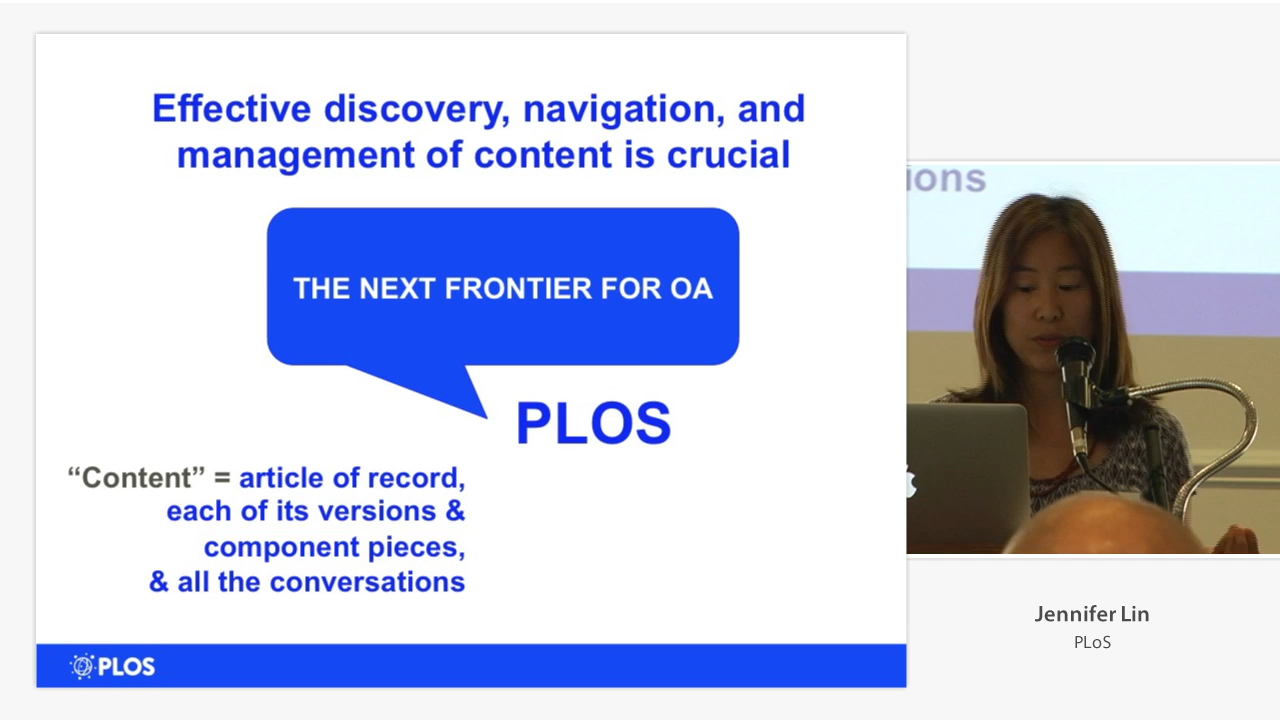 Effective discovery, navigation, and
management of content is crucial
THE NEXT FRONTIER FOR OA
PLOS
“Content” = article of record,
each of its versions &
component pieces,
& all the conversations
PLOS
ions
Jennifer Lin
PLoS